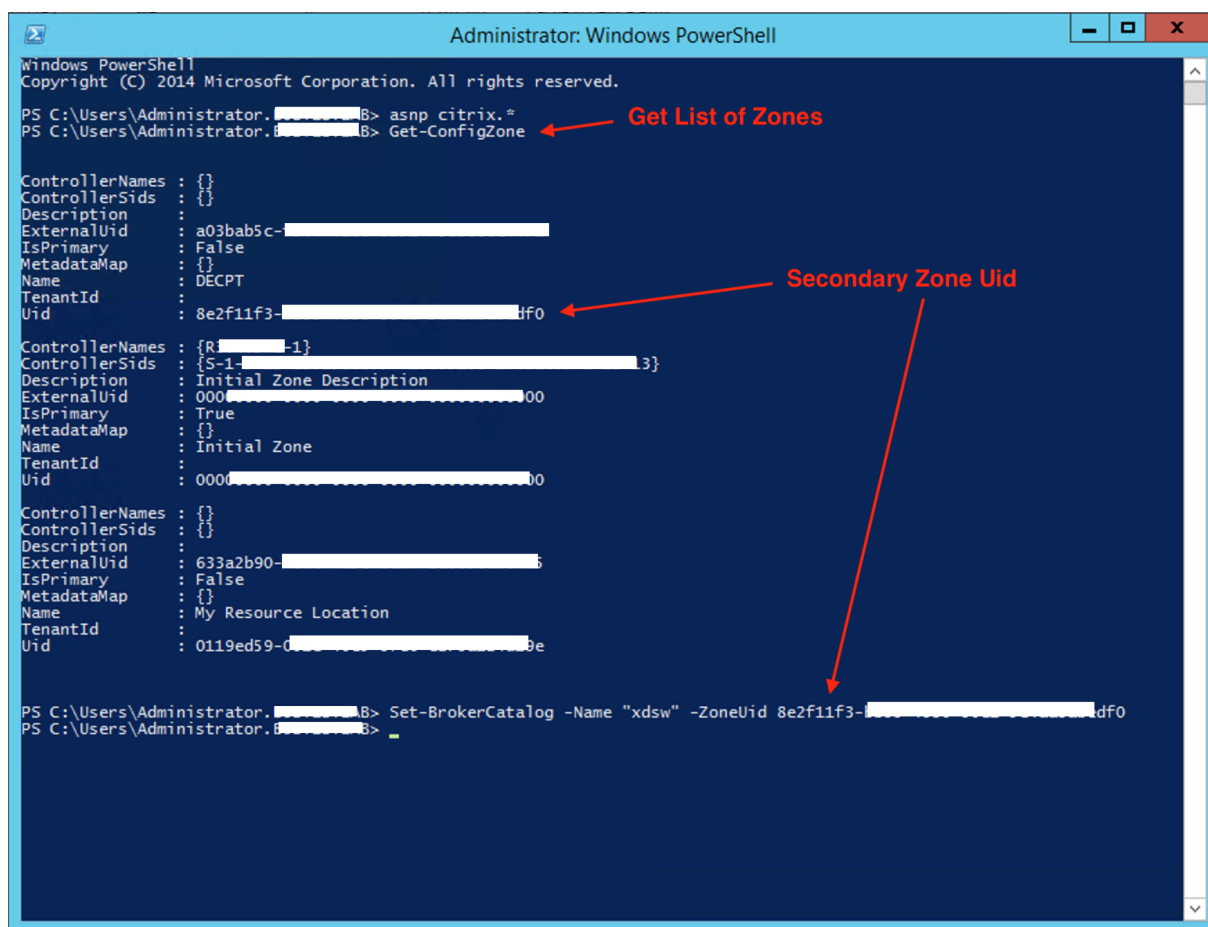 Administrator: Windows PowerShell
Windows PowerShell
Copyright (C) 2014 Microsoft Corporation. All rights reserved.
PS C:\Users\Administrator. B> asnp citrix.*
Get List of Zones
PS C:\Users\Administrator. B> Get-ConfigZone
ControllerNames : {}
ControllerSids : {}
Description :
ExternalUid : a03bab5c-
IsPrimary : False
MetadataMap : {}
Name : DECPT
Secondary Zone Uid
TenantId :
Uid : 8e2f11f3- df0
ControllerNames : {R -1}
ControllerSids : {S-1- 13}
Description : Initial Zone Description
ExternalUid : 000 00
IsPrimary : True
MetadataMap : {}
Name : Initial Zone
TenantId :
Uid : 000 00
ControllerNames : {}
ControllerSids : {}
Description :
ExternalUid : 633a2b90-
IsPrimary : False
MetadataMap : {}
Name : My Resource Location
TenantId :
Uid : 0119ed59- 9e
PS C:\Users\Administrator. AB> Set-BrokerCatalog -Name "xdsw" -ZoneUid 8e2f11f3- df0
PS C:\Users\Administrator. B>